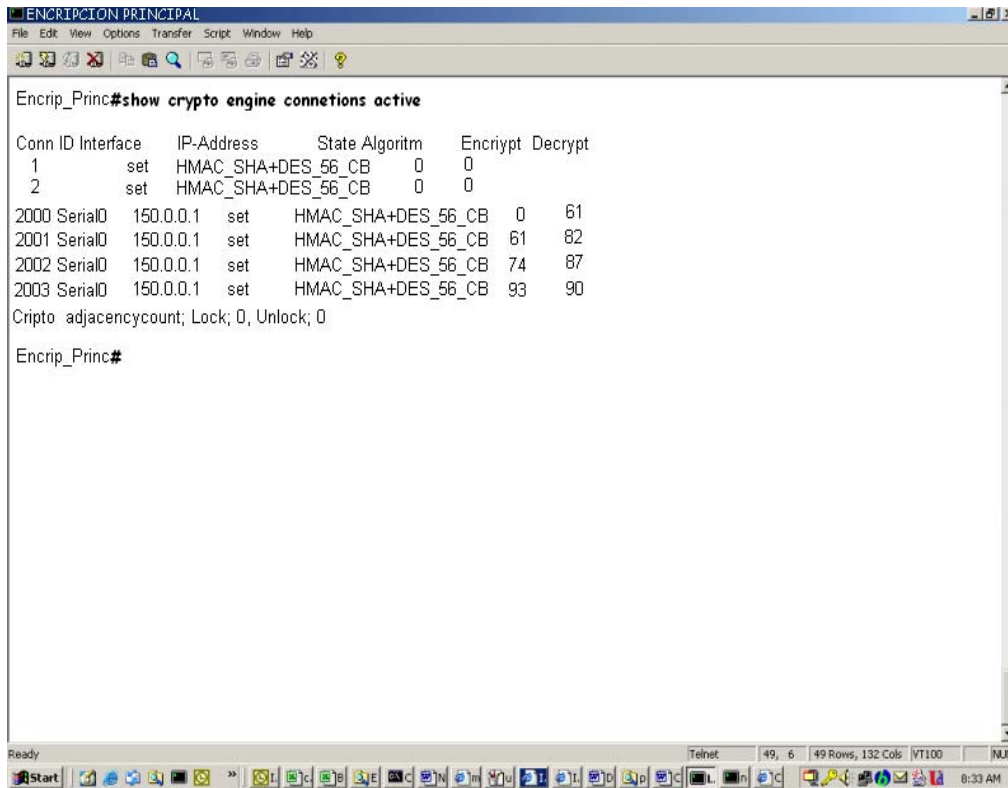 ENCRIPCION PRINCIPAL
File Edit View Options Transfer Script Window Help
Encrip_Princ#show crypto engine connetions active
Conn ID Interface IP-Address State Algoritm Encriypt Decrypt
1 set HMAC_SHA+DES_56_CB 0 0
2 set HMAC_SHA+DES_56_CB 0 0
2000 Serial0 150.0.0.1 set HMAC_SHA+DES_56_CB 0 61
2001 Serial0 150.0.0.1 set HMAC_SHA+DES_56_CB 61 82
2002 Serial0 150.0.0.1 set HMAC_SHA+DES_56_CB 74 87
2003 Serial0 150.0.0.1 set HMAC_SHA+DES_56_CB 93 90
Cripto adjacencycount; Lock; 0, Unlock; 0
Encrip_Princ#
Ready Telnet 49, 6 49 Rows, 132 Cols VT100
Start 8:33 AM